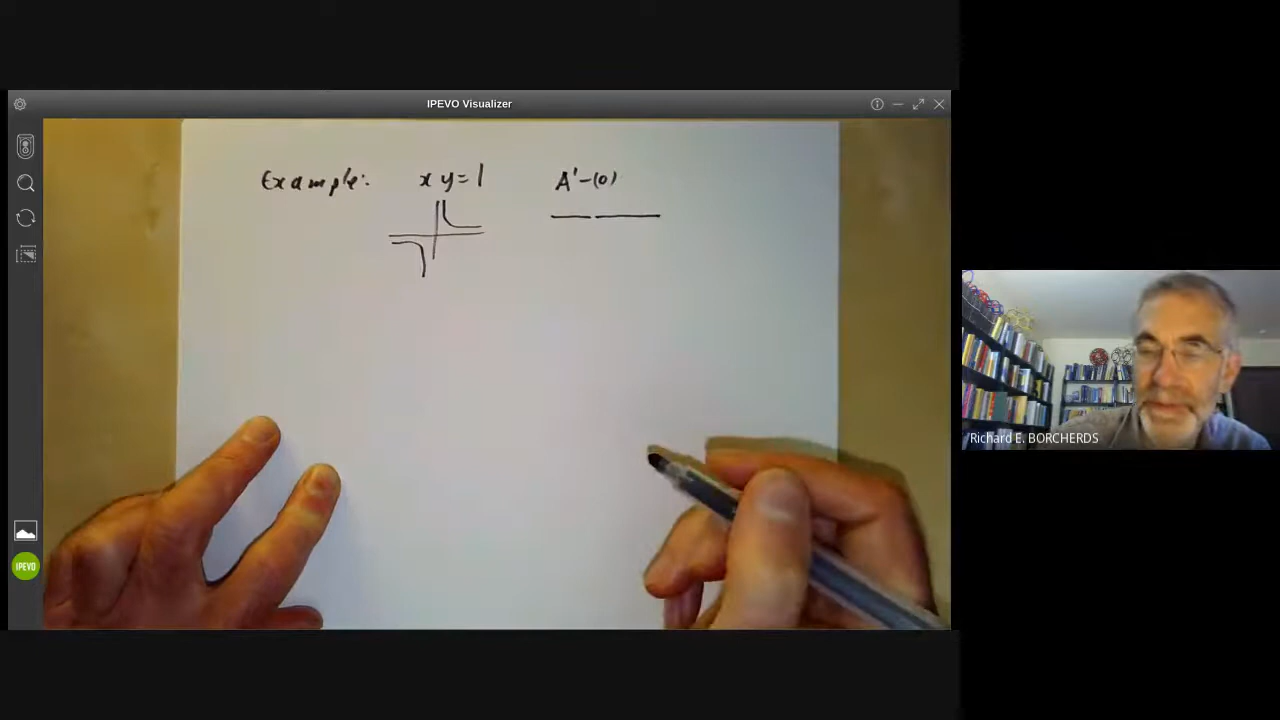 IPEVO Visualizer
Example: xy=1 A¹-(0)
Richard E. BORCHERDS
IPEVO